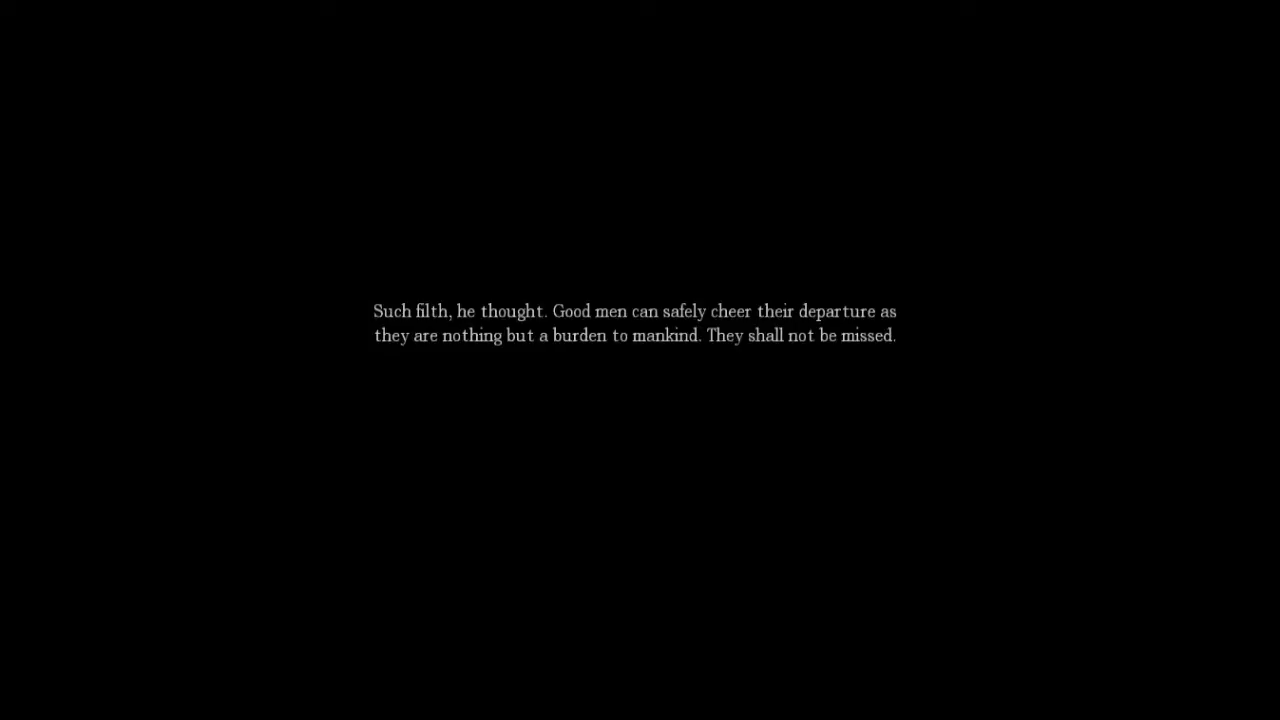 Such filth, he thought. Good men can safely cheer their departure as
they are nothing but a burden to mankind. They shall not be missed.